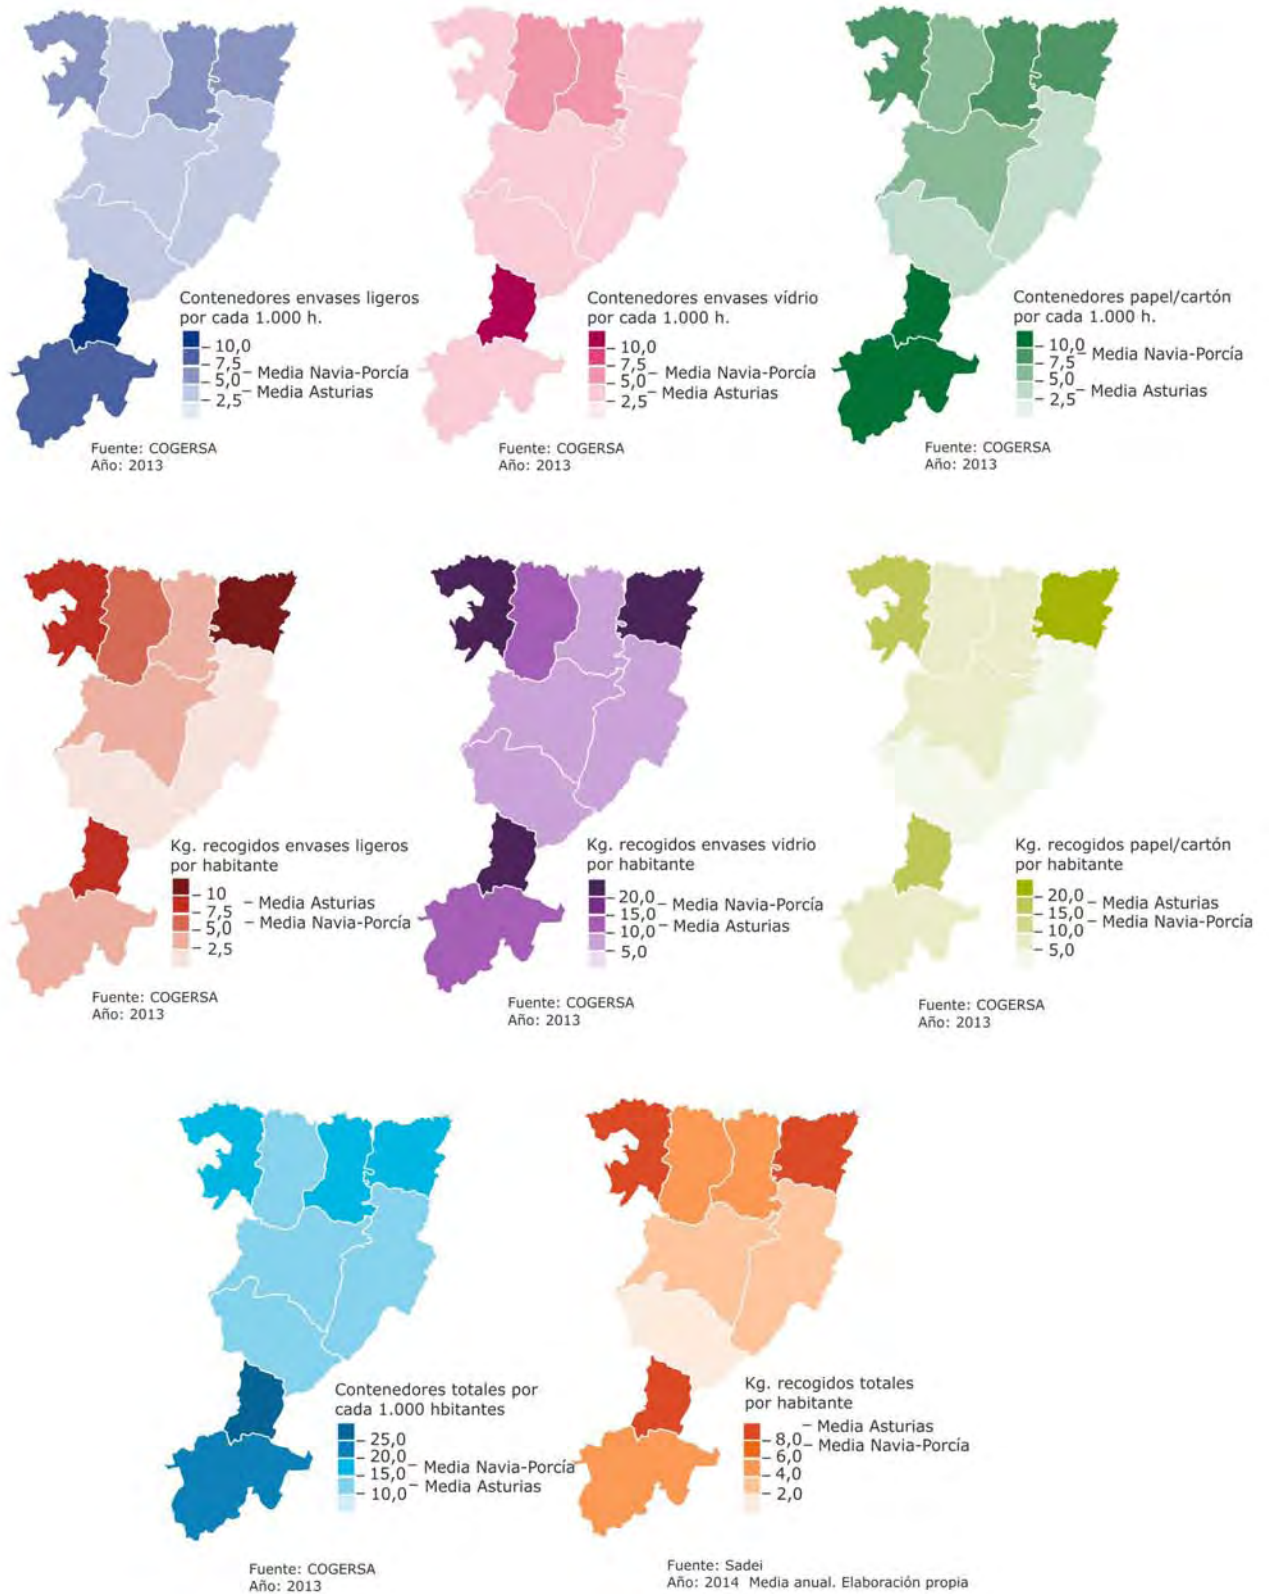 Contenedores envases ligeros
por cada 1.000 h.
10,0
7,5
5,0
Media Navia-Porcía
Media Asturias
2,5
Fuente: COGERSA
Año: 2013
Contenedores envases vídrio
por cada 1.000 h.
10,0
7,5
5,0
Media Navia-Porcía
2,5
Media Asturias
Fuente: COGERSA
Año: 2013
Contenedores papel/cartón
por cada 1.000 h.
10,0
7,5
Media Navia-Porcía
5,0
2,5
Media Asturias
Fuente: COGERSA
Año: 2013
Kg. recogidos envases ligeros
por habitante
10
7,5
Media Asturias
5,0
Media Navia-Porcía
2,5
Fuente: COGERSA
Año: 2013
Kg. recogidos envases vidrio
por habitante
20,0
Media Navia-Porcía
15,0
10,0
Media Asturias
5,0
Fuente: COGERSA
Año: 2013
Kg. recogidos papel/cartón
por habitante
20,0
Media Asturias
15,0
Media Navia-Porcía
10,0
5,0
Fuente: COGERSA
Año: 2013
Contenedores totales por
cada 1.000 hbitantes
25,0
20,0
Media Navia-Porcía
15,0
Media Asturias
10,0
Fuente: COGERSA
Año: 2013
Kg. recogidos totales
por habitante
Media Asturias
8,0
Media Navia-Porcía
6,0
4,0
2,0
Fuente: Sadei
Año: 2014 Media anual. Elaboración propia